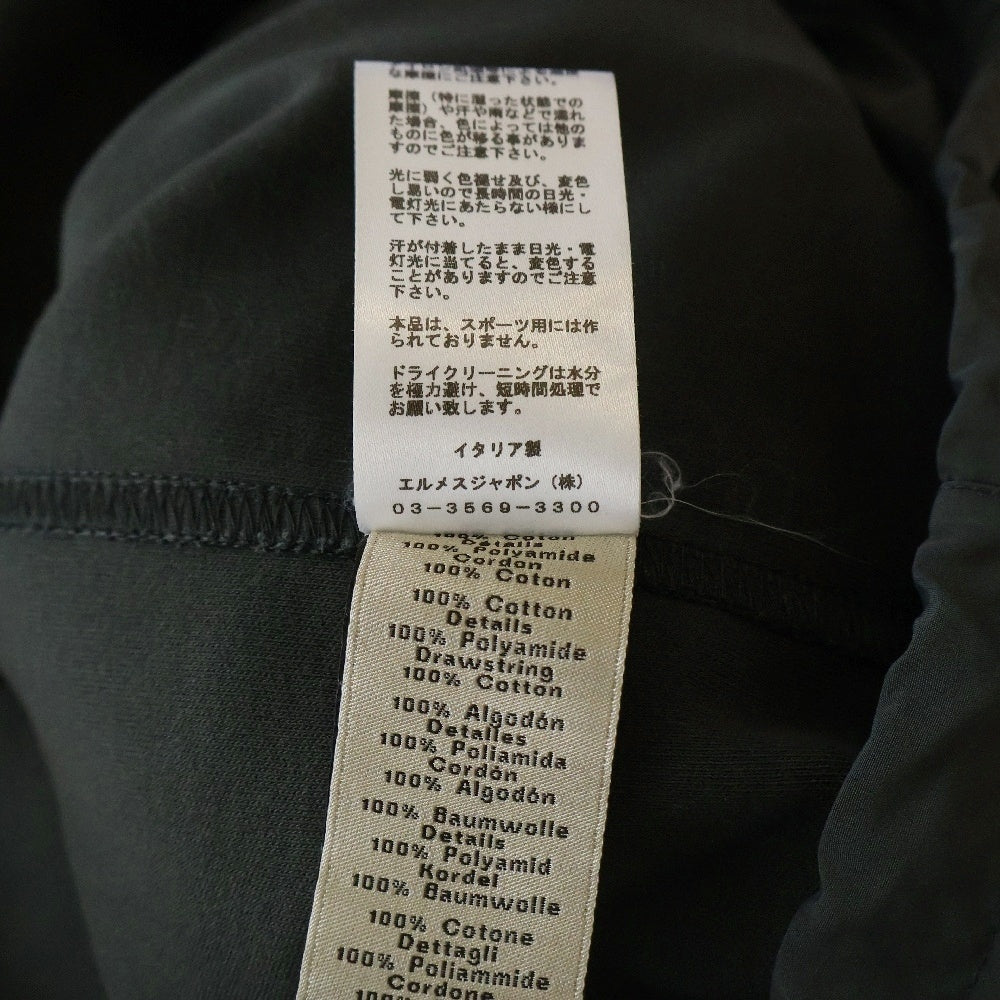 な摩擦にご注意下さい。
摩擦（特に湿った状態での
摩擦）や汗や雨などで濡れ
た場合、色によっては他の
ものに色が移る事がありま
すのでご注意下さい。
光に弱く色褪せ及び、変色
し易いので長時間の日光・
電灯光にあたらない様にし
て下さい。
汗が付着したまま日光・電
灯光に当てると、変色する
ことがありますのでご注意
下さい。
本品は、スポーツ用には作
られておりません。
ドライクリーニングは水分
を極力避け、短時間処理で
お願い致します。
イタリア製
エルメスジャポン（株）
03-3569-3300
100% Coton
Détails
100% Polyamide
Cordon
100% Coton
100% Cotton
Details
100% Polyamide
Drawstring
100% Cotton
100% Algodón
Detalles
100% Poliamida
Cordón
100% Algodón
100% Baumwolle
Details
100% Polyamid
Kordel
100% Baumwolle
100% Cotone
Dettagli
100% Poliammide
Cordone